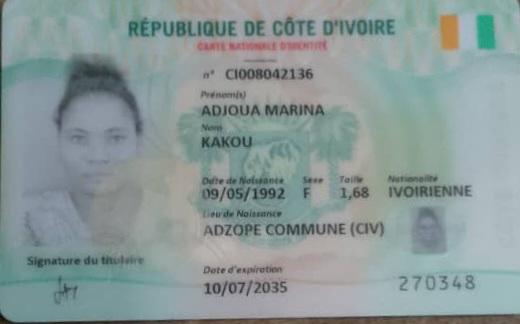 RÉPUBLIQUE DE CÔTE D'IVOIRE
CARTE NATIONALE D'IDENTITÉ
n° CI008042136
Prénom(s)
ADJOUA MARINA
Nom
KAKOU
Date de Naissance Sexe Taille Nationalité
09/05/1992 F 1,68 IVOIRIENNE
Lieu de Naissance
ADZOPE COMMUNE (CIV)
Signature du titulaire
Date d'expiration
10/07/2035
270348